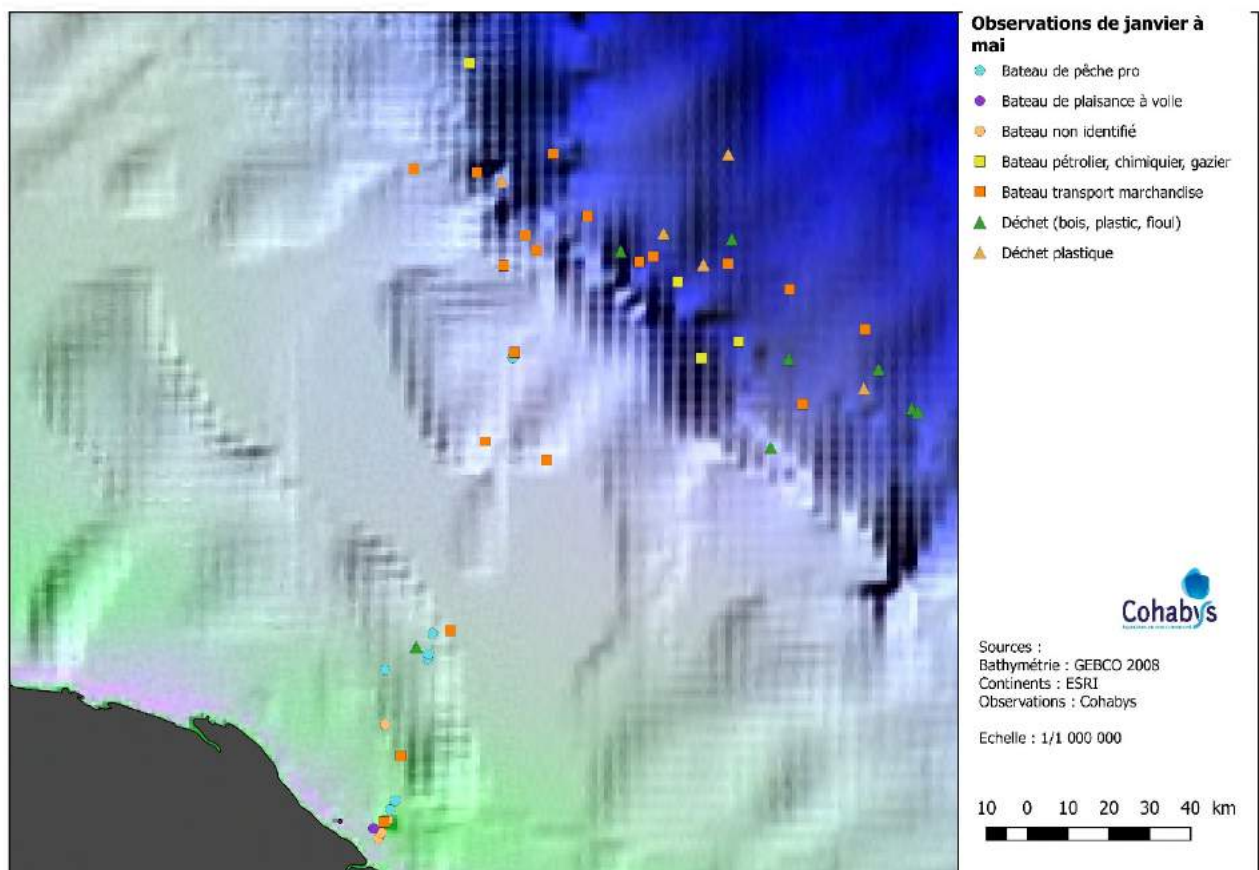 Observations de janvier à
mai
Bateau de pêche pro
Bateau de plaisance à voile
Bateau non identifié
Bateau pétrolier, chimiquier, gazier
Bateau transport marchandise
Déchet (bois, plastic, fioul)
Déchet plastique
Cohabys
Sources :
Bathymétrie : GEBCO 2008
Continents : ESRI
Observations : Cohabys
Echelle : 1/1 000 000
10 0 10 20 30 40 km